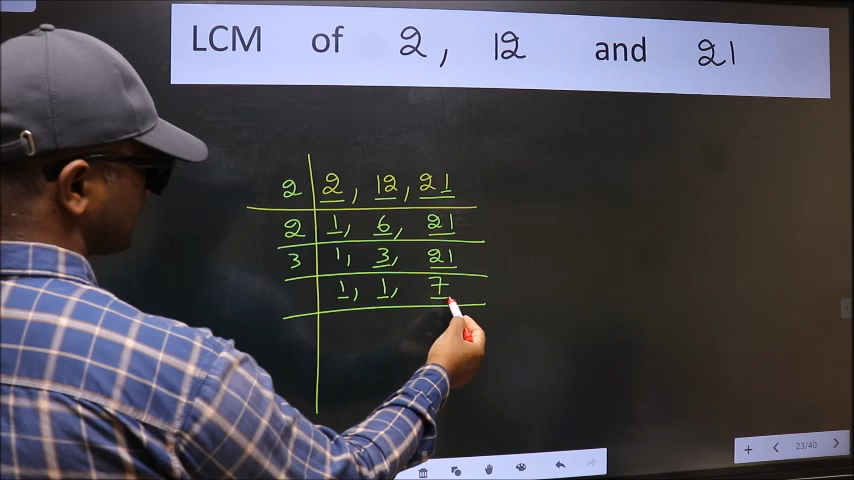 LCM of 2, 12 and 21
2 2, 12, 21
2 1, 6, 21
3 1, 3, 21
1, 1, 7
23/40